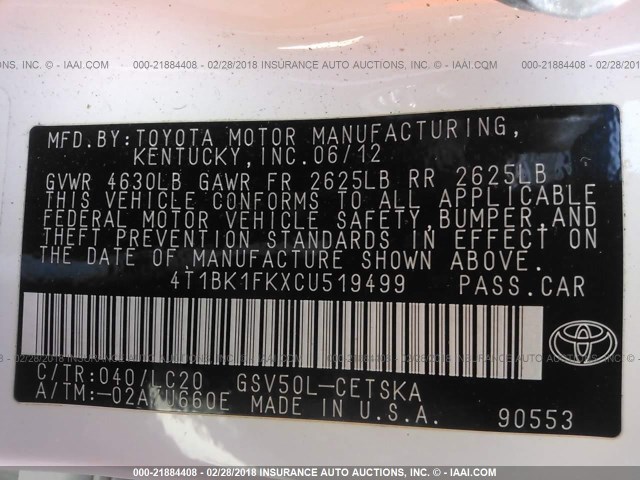 000-21884408 - 02/28/2018 INSURANCE AUTO AUCTIONS - WWW.IAAI.COM
MFD.BY:TOYOTA MOTOR MANUFACTURING,
KENTUCKY,INC.06/12
GVWR 4630LB GAWR FR 2625LB RR 2625LB
THIS VEHICLE CONFORMS TO ALL APPLICABLE
FEDERAL MOTOR VEHICLE SAFETY,BUMPER,AND
THEFT PREVENTION STANDARDS IN EFFECT ON
THE DATE OF MANUFACTURE SHOWN ABOVE.
4T1BK1FKXCU519499 PASS.CAR
C/TR:040/LC20 GSV50L-CETSKA
A/TM:-02A/U660E MADE IN U.S.A.
90553
000-21884408 - 02/28/2018 INSURANCE AUTO AUCTIONS - WWW.IAAI.COM